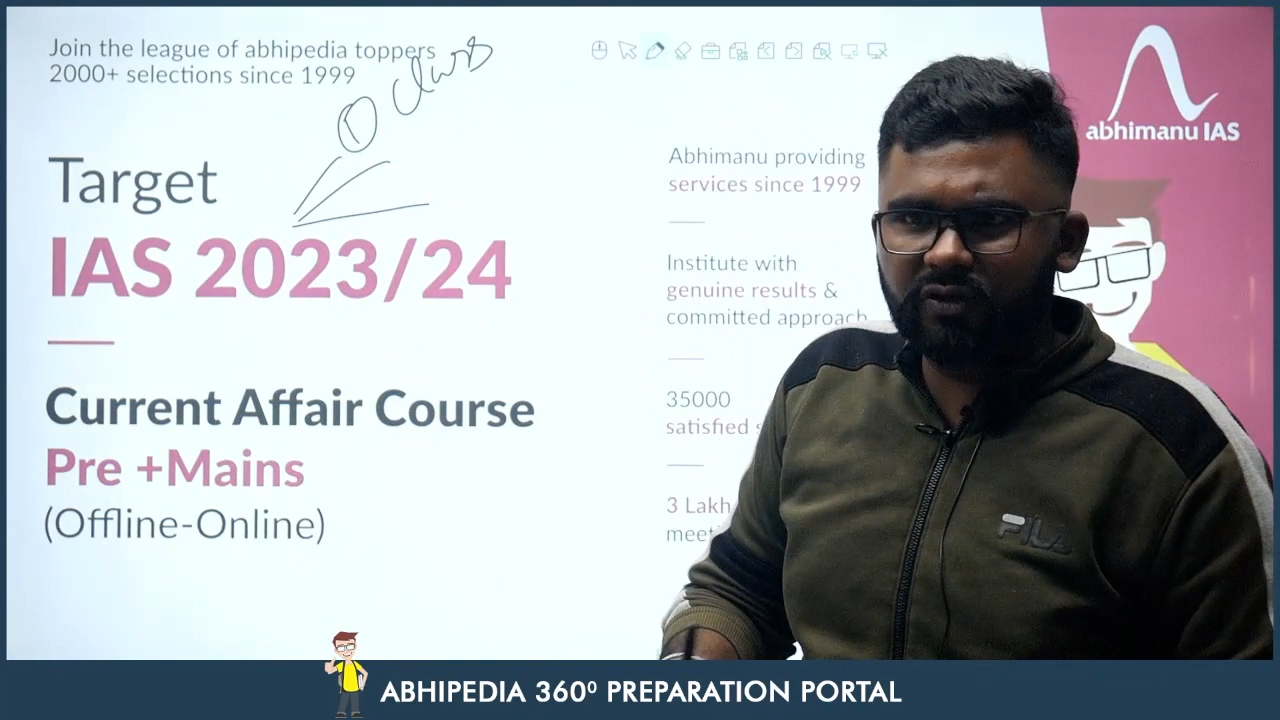 Join the league of abhipedia toppers
2000+ selections since 1999
Target
IAS 2023/24
Current Affair Course
Pre +Mains
(Offline-Online)
Abhimanu providing
services since 1999
Institute with
genuine results &
committed approach
35000
satisfied
3 Lakh
abhimanu IAS
FILA
ABHIPEDIA 360⁰ PREPARATION PORTAL